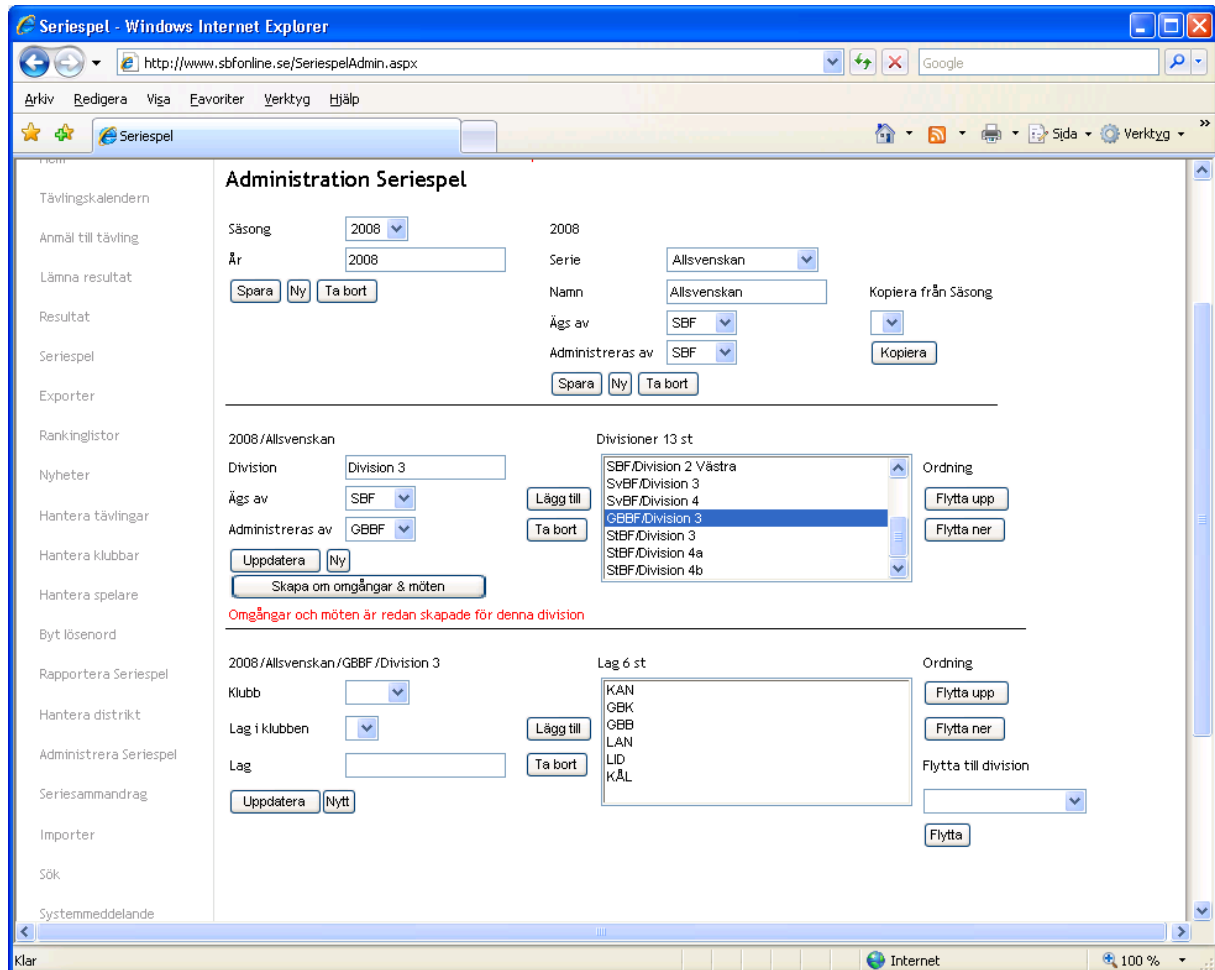 Seriespel - Windows Internet Explorer
http://www.sbfonline.se/SeriespelAdmin.aspx
Google
Arkiv Redigera Visa Favoriter Verktyg Hjälp
Seriespel
Sida Verktyg
Hem
Tävlingskalendern
Anmäl till tävling
Lämna resultat
Resultat
Seriespel
Exporter
Rankinglistor
Nyheter
Hantera tävlingar
Hantera klubbar
Hantera spelare
Byt lösenord
Rapportera Seriespel
Hantera distrikt
Administrera Seriespel
Seriesammandrag
Importer
Sök
Systemmeddelande
Administration Seriespel
Säsong 2008
År 2008
Spara Ny Ta bort
2008
Serie Allsvenskan
Namn Allsvenskan
Ägs av SBF
Administreras av SBF
Spara Ny Ta bort
Kopiera från Säsong
Kopiera
2008/Allsvenskan
Division Division 3
Ägs av SBF
Administreras av GBBF
Uppdatera Ny
Skapa om omgångar & möten
Omgångar och möten är redan skapade för denna division
Lägg till
Ta bort
Divisioner 13 st
SBF/Division 2 Västra
SvBF/Division 3
SvBF/Division 4
GBBF/Division 3
StBF/Division 3
StBF/Division 4a
StBF/Division 4b
Ordning
Flytta upp
Flytta ner
2008/Allsvenskan/GBBF/Division 3
Klubb
Lag i klubben
Lag
Uppdatera Nytt
Lägg till
Ta bort
Lag 6 st
KAN
GBK
GBB
LAN
LID
KÅL
Ordning
Flytta upp
Flytta ner
Flytta till division
Flytta
Klar
Internet
100 %